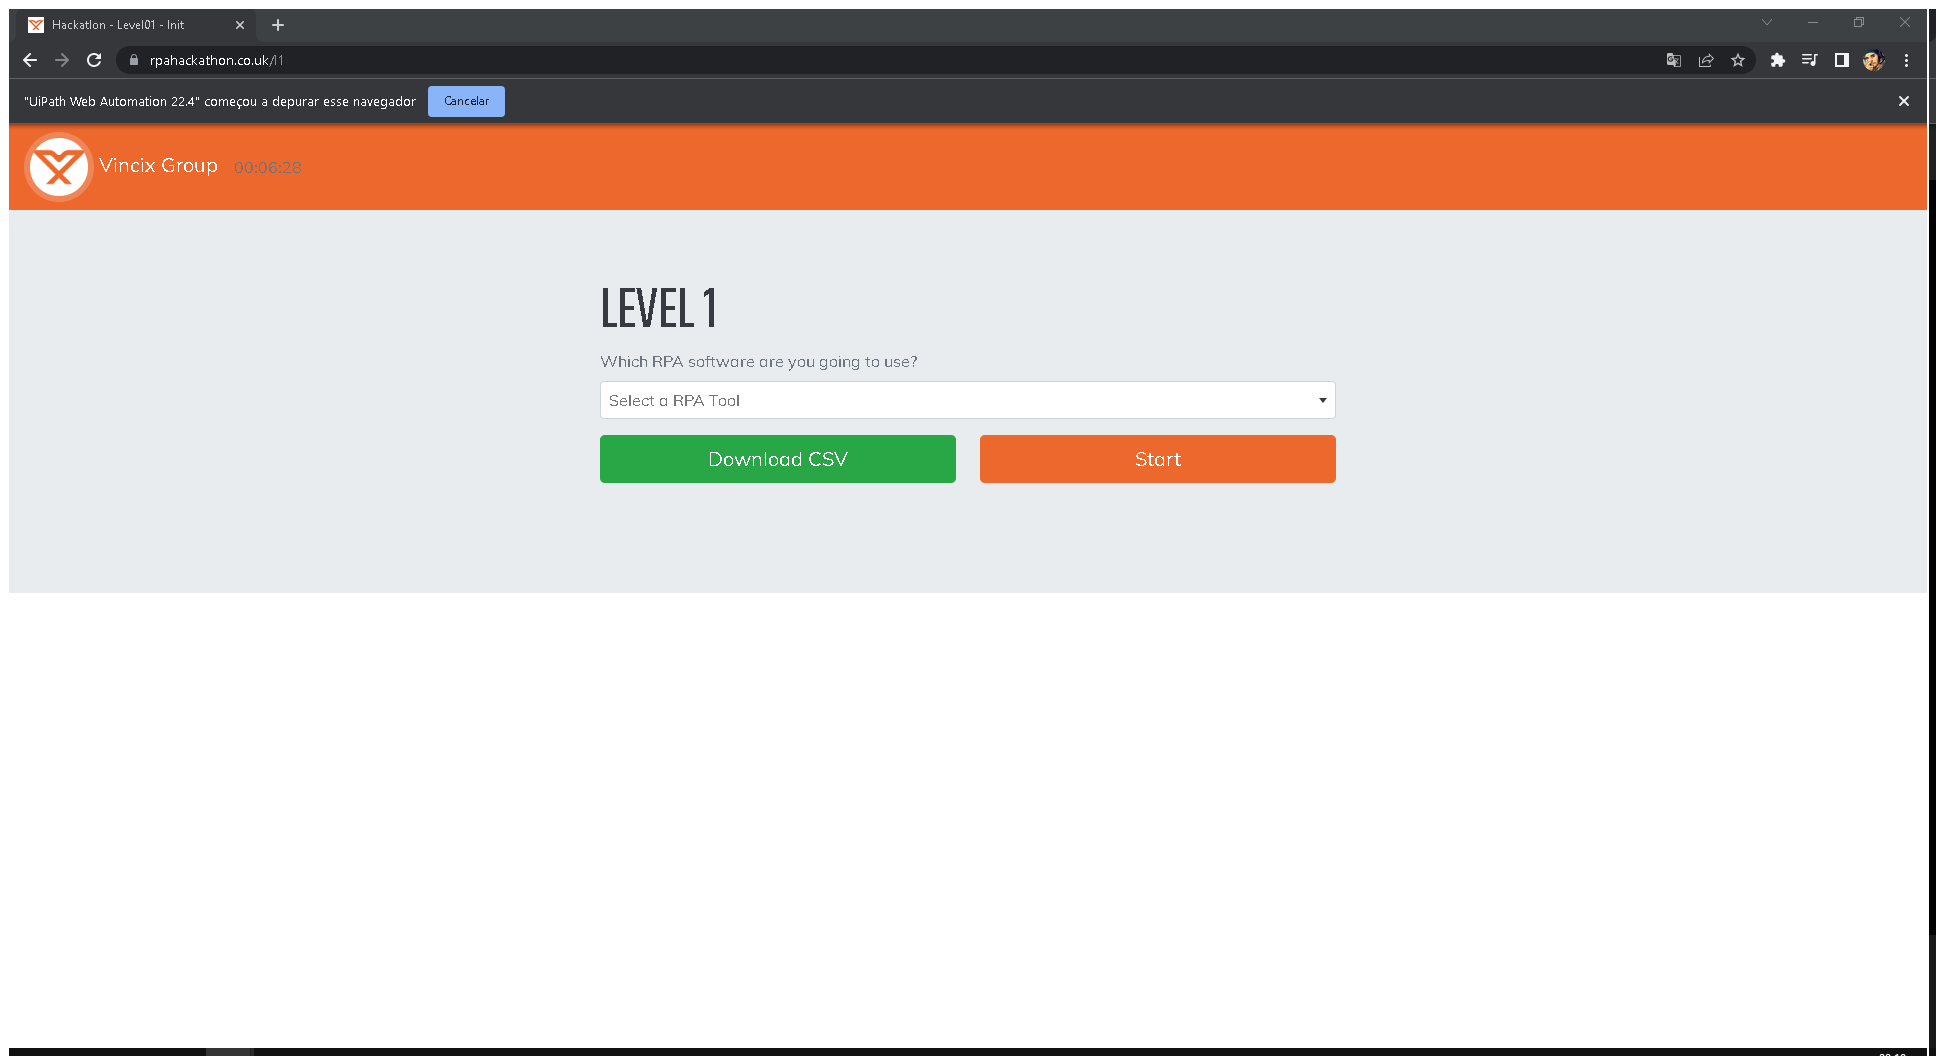 Hackatlon - Level01 - Init
rpahackathon.co.uk/l1
"UiPath Web Automation 22.4" começou a depurar esse navegador
Cancelar
Vincix Group
00:06:28
LEVEL 1
Which RPA software are you going to use?
Select a RPA Tool
Download CSV
Start